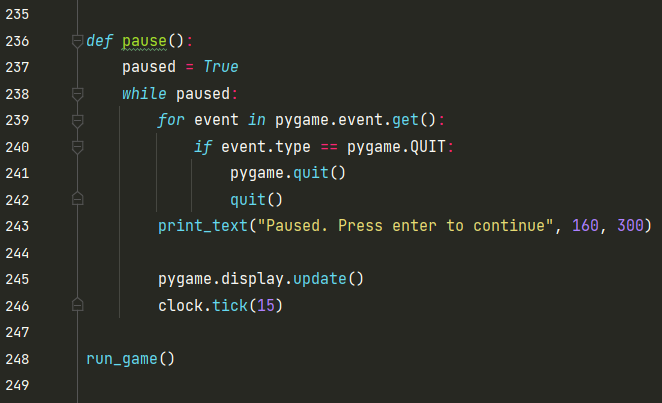 235
236 def pause():
237     paused = True
238     while paused:
239         for event in pygame.event.get():
240             if event.type == pygame.QUIT:
241                 pygame.quit()
242                 quit()
243         print_text("Paused. Press enter to continue", 160, 300)
244
245         pygame.display.update()
246         clock.tick(15)
247
248 run_game()
249